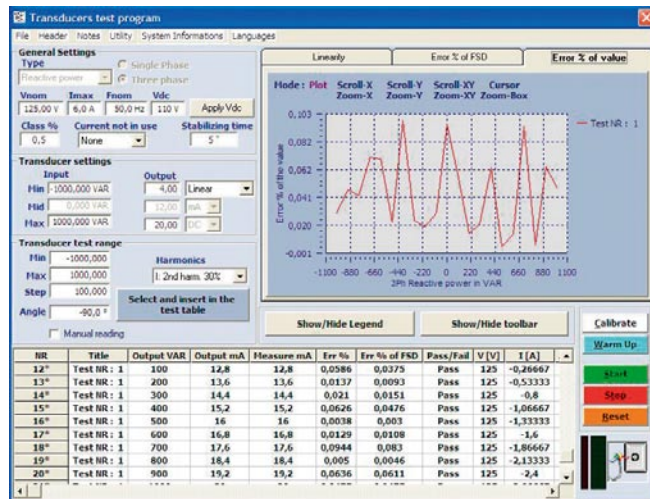 Transducers test program
File Header Notes Utility System Informations Languages
General Settings
Type
Single Phase
Reactive power
Three phase
Vnom Imax Fnom Vdc
125,00 V 6,0 A 50,0 Hz 110 V Apply Vdc
Class % Current not in use Stabilizing time
0,5 None 5 "
Transducer settings
Input Output
Min -1000,000 VAR 4,00 Linear
Mid 0,000 VAR 12,00 mA
Max 1000,000 VAR 20,00 DC
Transducer test range
Min -1000,000 Harmonics
Max 1000,000 I: 2nd harm. 30%
Step 100,000 Select and insert in the test table
Angle -90,0 °
Manual reading
Linearly Error % of FSD Error % of value
Mode : Plot Scroll-X Scroll-Y Scroll-XY Cursor
Zoom-X Zoom-Y Zoom-XY Zoom-Box
Error % of the value
0,103
0,082
0,062
0,041
0,020
-0,001
-1100 -880 -660 -440 -220 0 220 440 660 880 1100
3Ph Reactive power in VAR
Test NR : 1
Show/Hide Legend Show/Hide toolbar
Calibrate
Warm Up
Start
Stop
Reset
NR Title Output VAR Output mA Measure mA Err % Err % of FSD Pass/Fail V [V] I [A]
12° Test NR : 1 100 12,8 12,8 0,0586 0,0375 Pass 125 -0,26667
13° Test NR : 1 200 13,6 13,6 0,0137 0,0093 Pass 125 -0,53333
14° Test NR : 1 300 14,4 14,4 0,021 0,0151 Pass 125 -0,8
15° Test NR : 1 400 15,2 15,2 0,0626 0,0476 Pass 125 -1,06667
16° Test NR : 1 500 16 16 0,0038 0,003 Pass 125 -1,33333
17° Test NR : 1 600 16,8 16,8 0,0129 0,0108 Pass 125 -1,6
18° Test NR : 1 700 17,6 17,6 0,0944 0,083 Pass 125 -1,86667
19° Test NR : 1 800 18,4 18,4 0,005 0,0046 Pass 125 -2,13333
20° Test NR : 1 900 19,2 19,2 0,0636 0,0611 Pass 125 -2,4